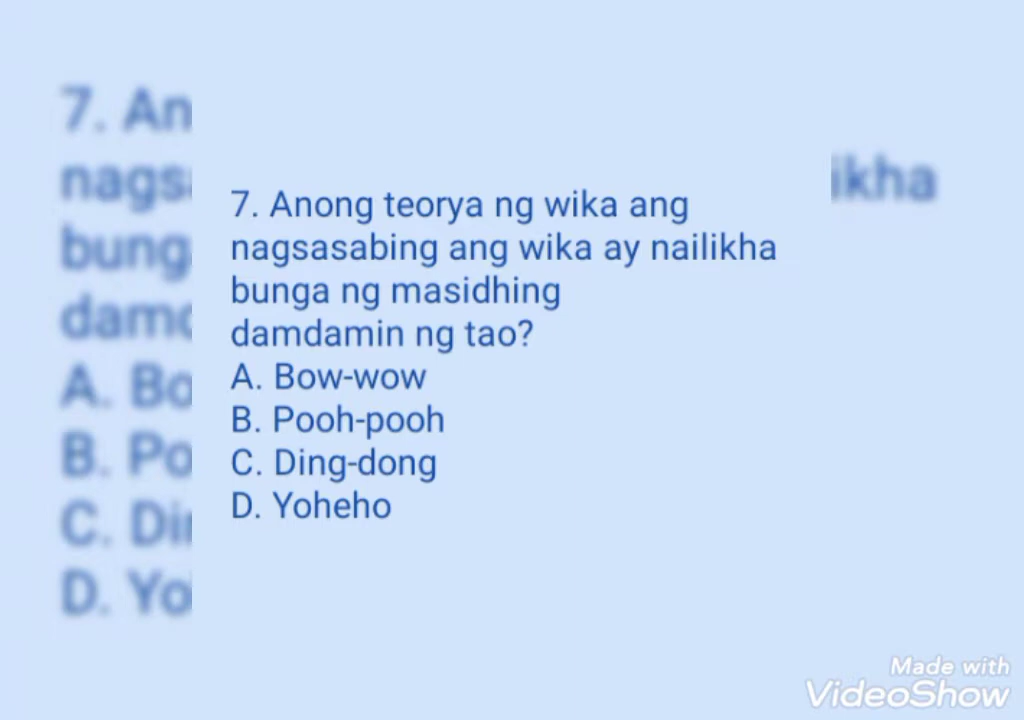 7. Anong teorya ng wika ang
nagsasabing ang wika ay nailikha
bunga ng masidhing
damdamin ng tao?
A. Bow-wow
B. Pooh-pooh
C. Ding-dong
D. Yoheho
Made with
VideoShow